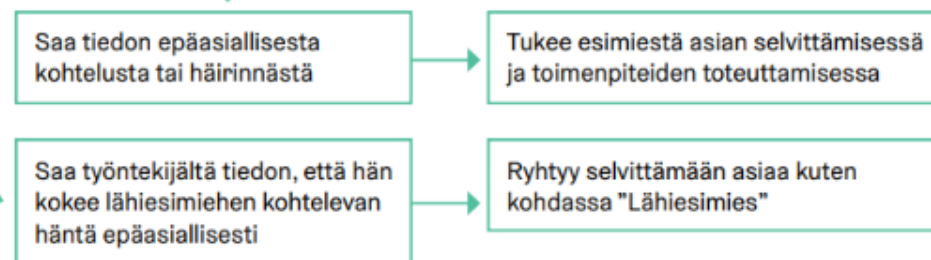 Saa tiedon epäasiallisesta
kohtelusta tai häirinnästä
Tukee esimiestä asian selvittämisessä
ja toimenpiteiden toteuttamisessa
Saa työntekijältä tiedon, että hän
kokee lähiesimiehen kohtelevan
häntä epäasiallisesti
Ryhtyy selvittämään asiaa kuten
kohdassa ”Lähiesimies”